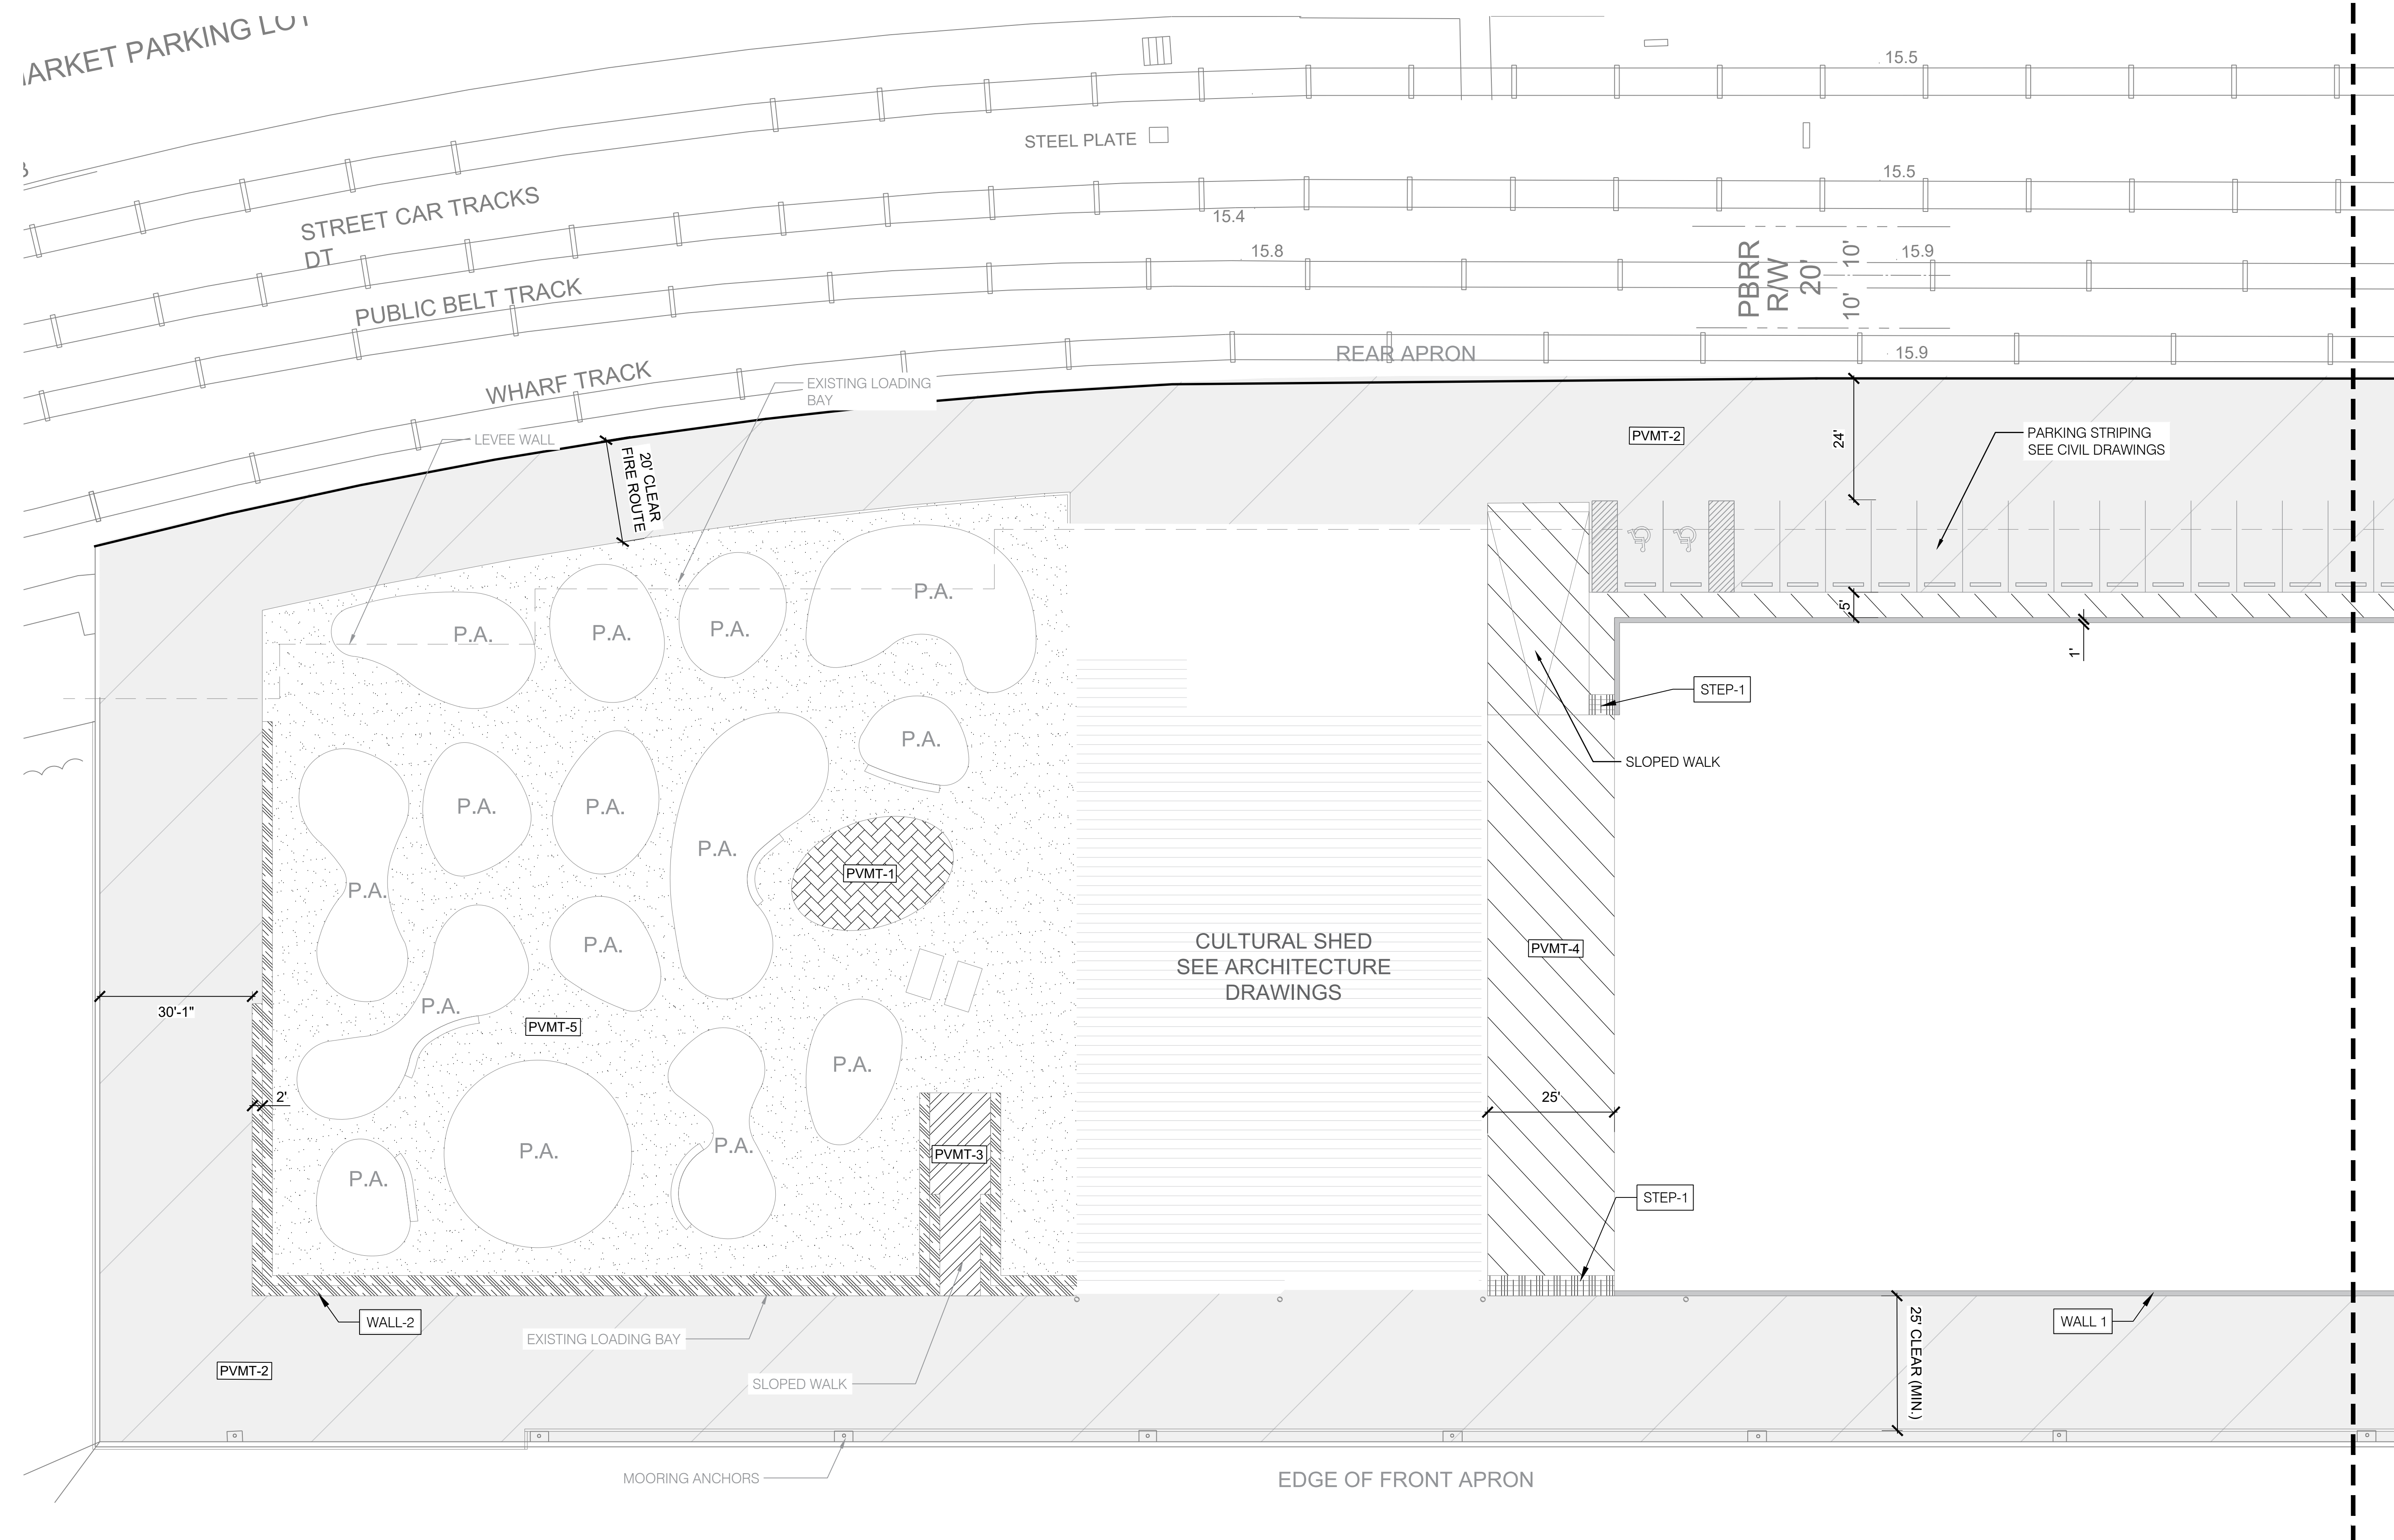 ARKET PARKING LOT
15.5
STEEL PLATE
15.5
STREET CAR TRACKS
DT
15.4
15.8
PBRR
R/W
20'
10' 10'
15.9
PUBLIC BELT TRACK
REAR APRON
15.9
WHARF TRACK
EXISTING LOADING
BAY
LEVEE WALL
20' CLEAR
FIRE ROUTE
PVMT-2
24'
PARKING STRIPING
SEE CIVIL DRAWINGS
P.A.
P.A.
P.A.
P.A.
5'
1'
STEP-1
P.A.
SLOPED WALK
P.A.
P.A.
P.A.
PVMT-1
P.A.
CULTURAL SHED
SEE ARCHITECTURE
DRAWINGS
PVMT-4
P.A.
P.A.
30'-1"
PVMT-5
P.A.
2'
25'
P.A.
P.A.
PVMT-3
P.A.
STEP-1
WALL-2
EXISTING LOADING BAY
25' CLEAR (MIN.)
WALL 1
PVMT-2
SLOPED WALK
MOORING ANCHORS
EDGE OF FRONT APRON